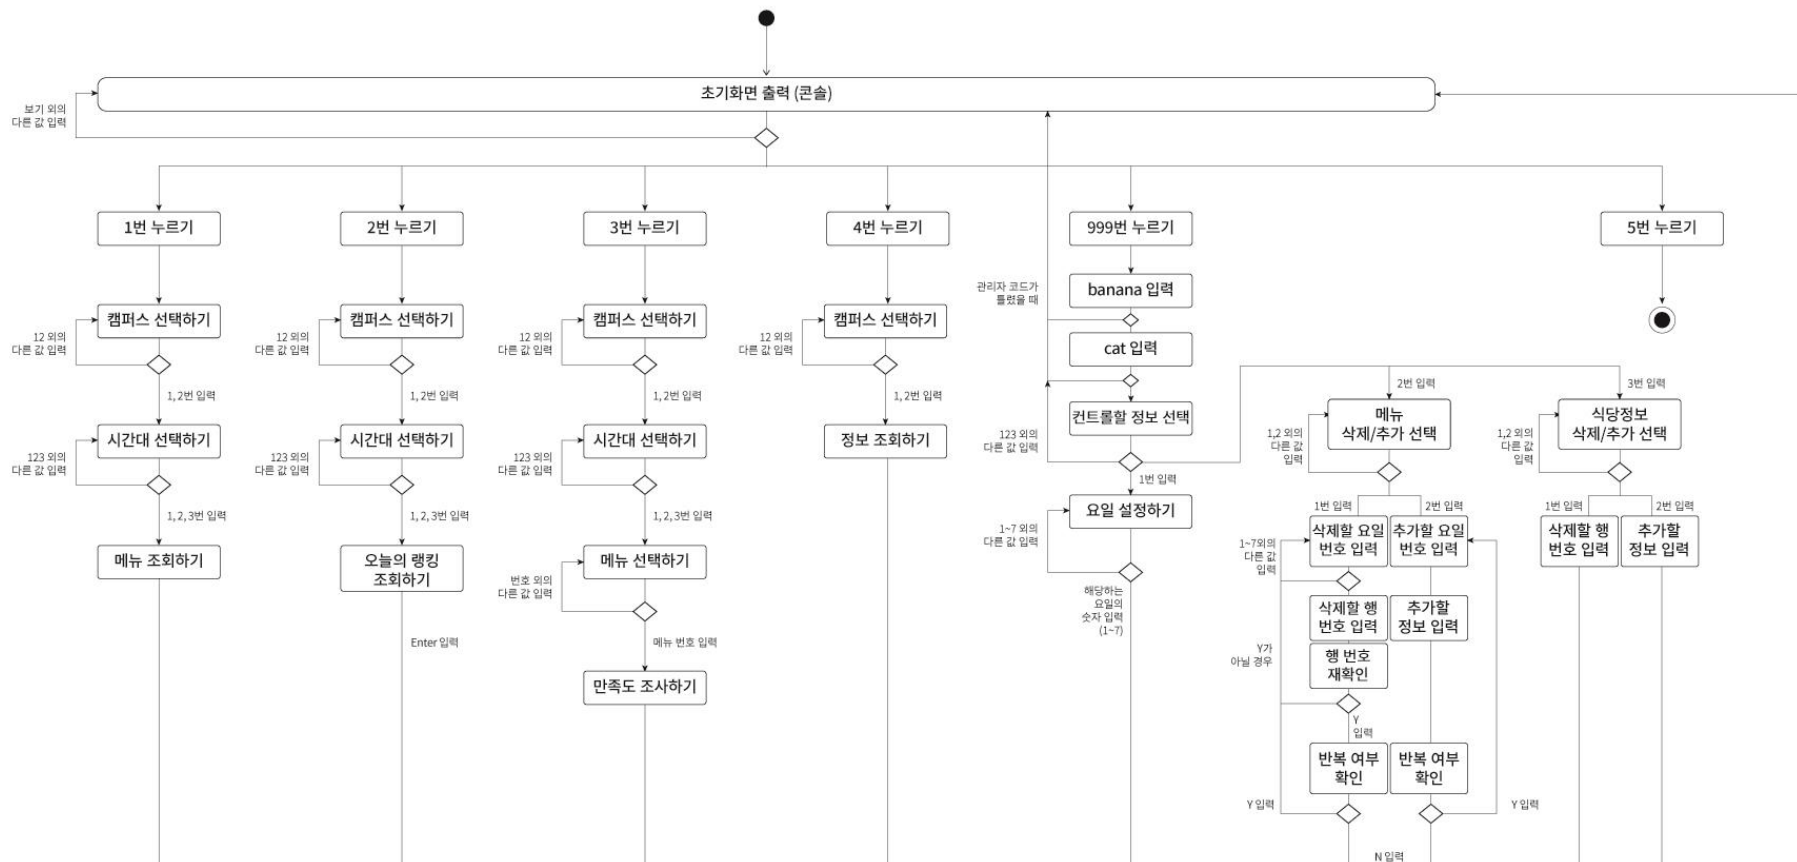 초기화면 출력 (콘솔)
보기 외의
다른 값 입력
1번 누르기
2번 누르기
3번 누르기
4번 누르기
999번 누르기
5번 누르기
관리자 코드가
틀렸을 때
banana 입력
캠퍼스 선택하기
캠퍼스 선택하기
캠퍼스 선택하기
캠퍼스 선택하기
12 외의
다른 값 입력
12 외의
다른 값 입력
12 외의
다른 값 입력
12 외의
다른 값 입력
cat 입력
1, 2번 입력
1, 2번 입력
1, 2번 입력
1, 2번 입력
2번 입력
3번 입력
컨트롤할 정보 선택
메뉴
삭제/추가 선택
식당정보
삭제/추가 선택
시간대 선택하기
시간대 선택하기
시간대 선택하기
정보 조회하기
123 외의
다른 값 입력
123 외의
다른 값 입력
123 외의
다른 값 입력
123 외의
다른 값 입력
1,2 외의
다른 값
입력
1,2 외의
다른 값
입력
1번 입력
1, 2, 3번 입력
1, 2, 3번 입력
1, 2, 3번 입력
요일 설정하기
1번 입력
2번 입력
1번 입력
2번 입력
1~7 외의
다른 값 입력
삭제할 요일
번호 입력
추가할 요일
번호 입력
삭제할 행
번호 입력
추가할
정보 입력
메뉴 조회하기
오늘의 랭킹
조회하기
메뉴 선택하기
1~7외의
다른 값
입력
번호 외의
다른 값 입력
해당하는
요일의
숫자 입력
(1~7)
삭제할 행
번호 입력
추가할
정보 입력
Enter 입력
메뉴 번호 입력
Y가
아닐 경우
행 번호
재확인
만족도 조사하기
Y
입력
반복 여부
확인
반복 여부
확인
Y 입력
Y 입력
N 입력